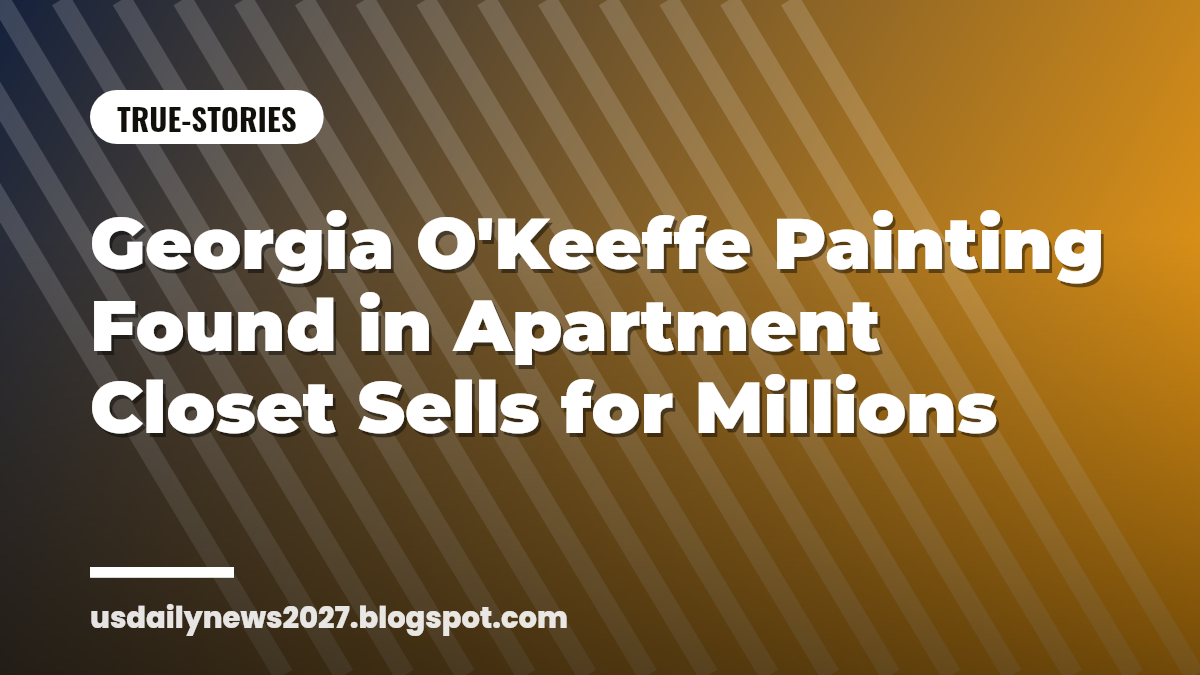 TRUE-STORIES
Georgia O'Keeffe Painting
Found in Apartment
Closet Sells for Millions
usdailynews2027.blogspot.com